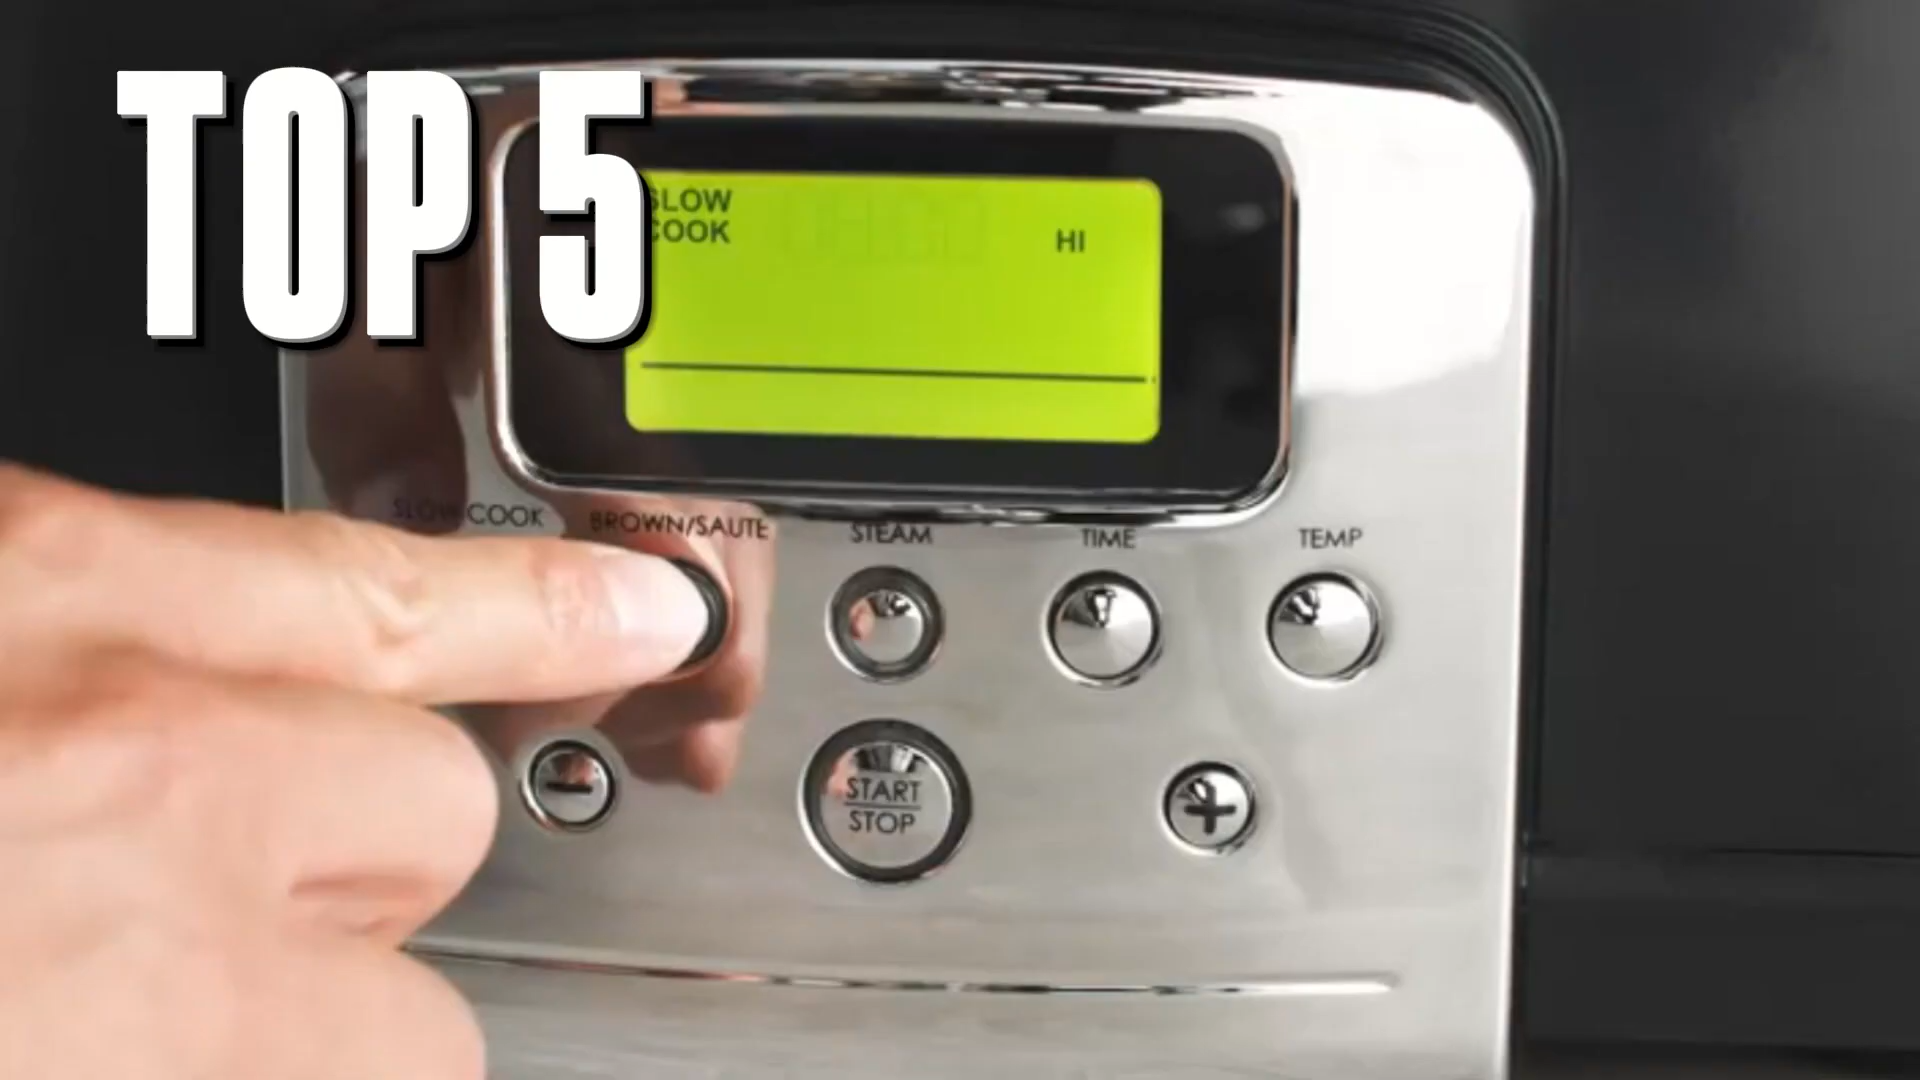 TOP 5
SLOW
COOK
HI
SLOW COOK
BROWN/SAUTE
STEAM
TIME
TEMP
START
STOP